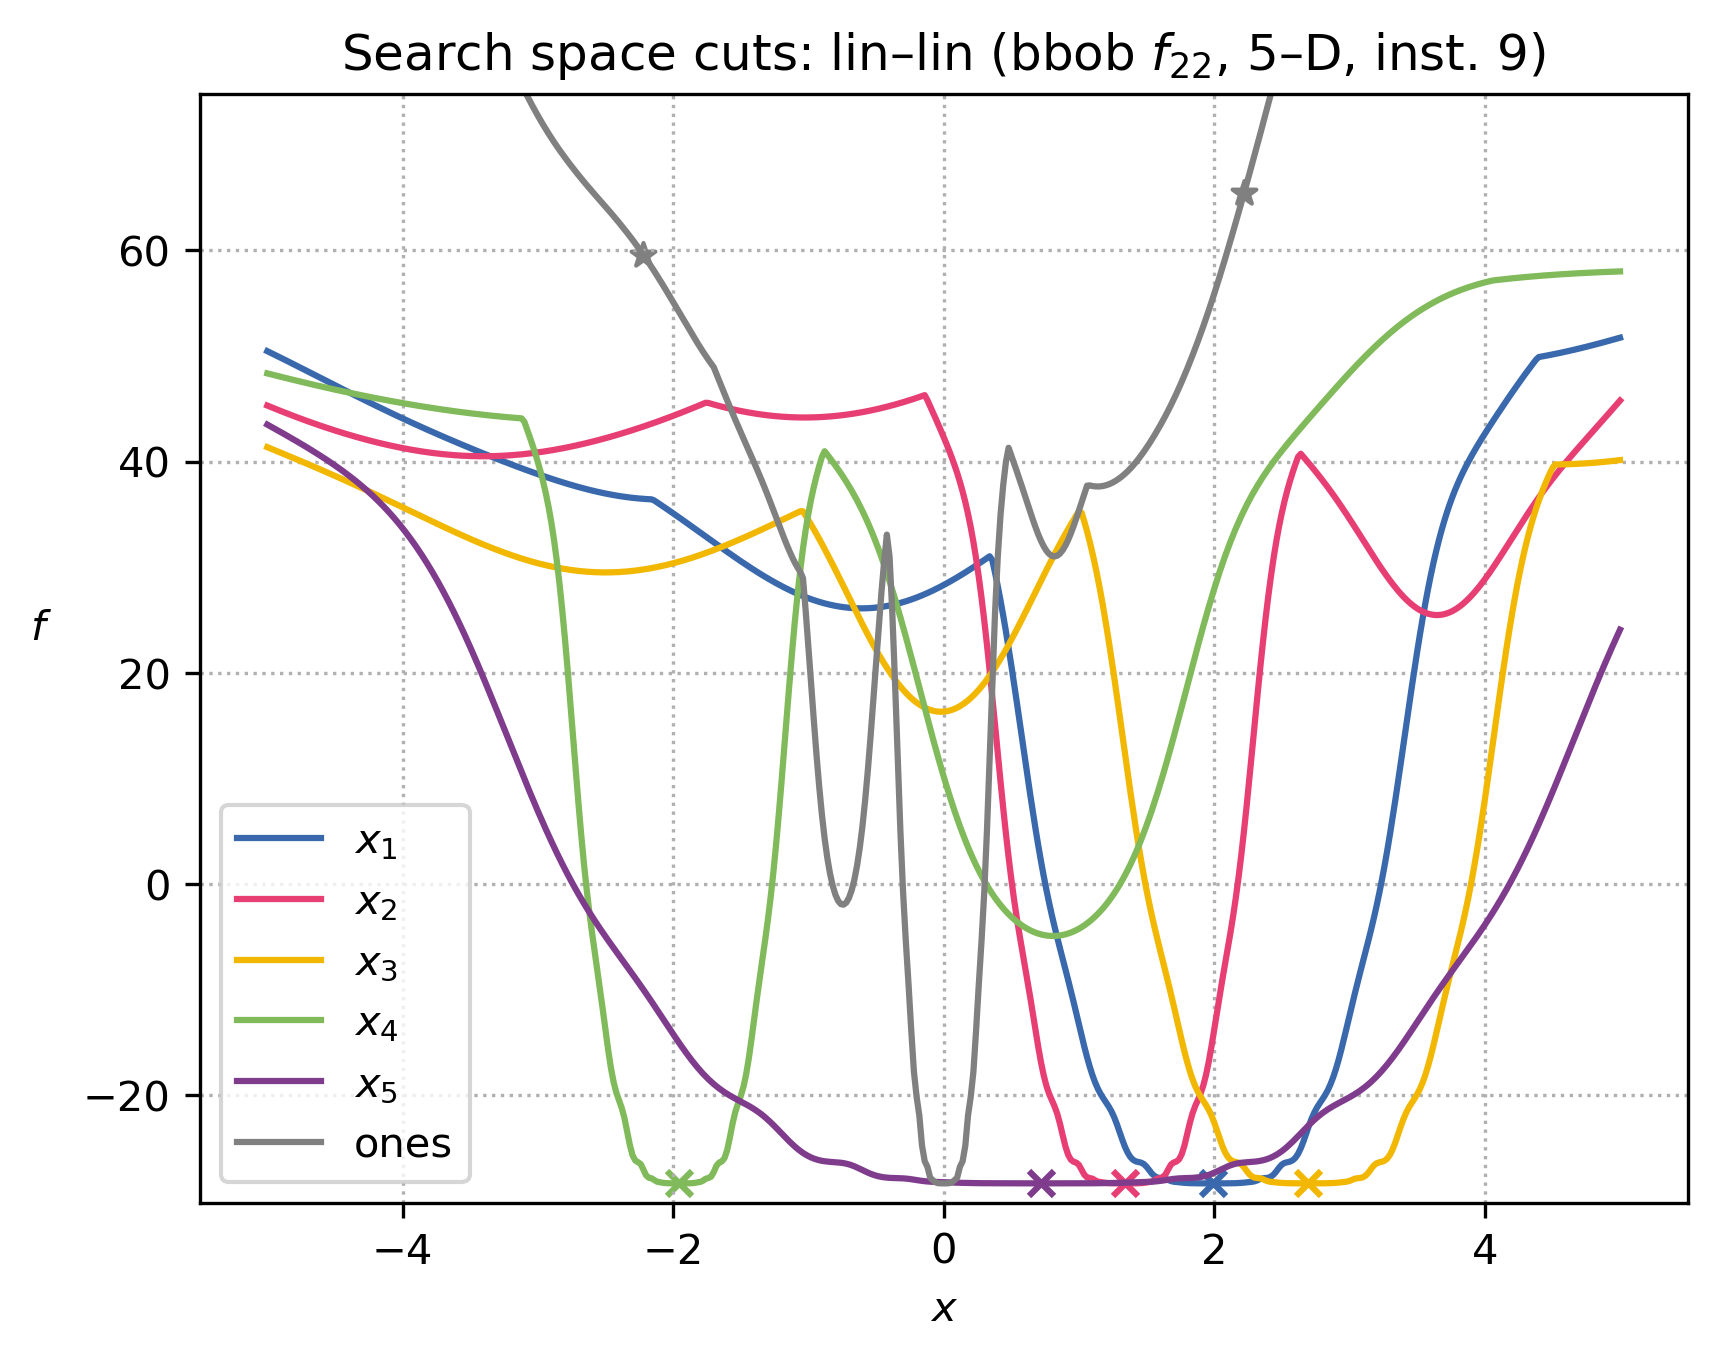 Search space cuts: lin–lin (bbob f₂₂, 5–D, inst. 9)
60
40
20
0
−20
f
x₁
x₂
x₃
x₄
x₅
ones
−4
−2
0
2
4
x